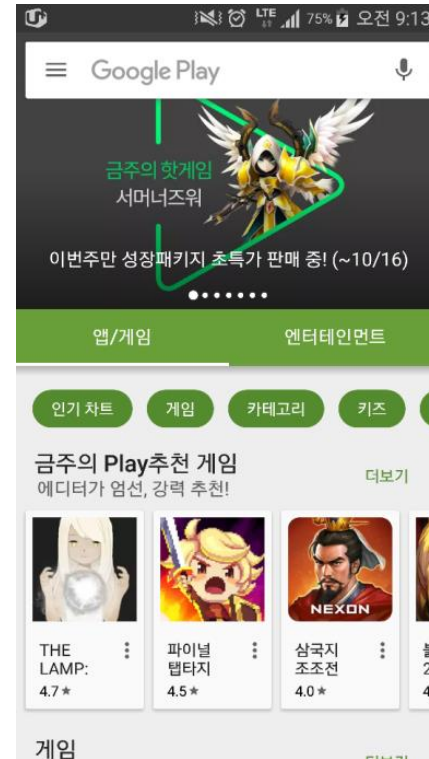 LTE 75% 오전 9:13
Google Play
금주의 핫게임
서머너즈워
이번주만 성장패키지 초특가 판매 중! (~10/16)
앱/게임 엔터테인먼트
인기 차트 게임 카테고리 키즈
금주의 Play추천 게임
에디터가 엄선, 강력 추천!
더보기
NEXON
THE
LAMP:
4.7★
파이널
탭타지
4.5★
삼국지
조조전
4.0★
2
4
게임
더보기